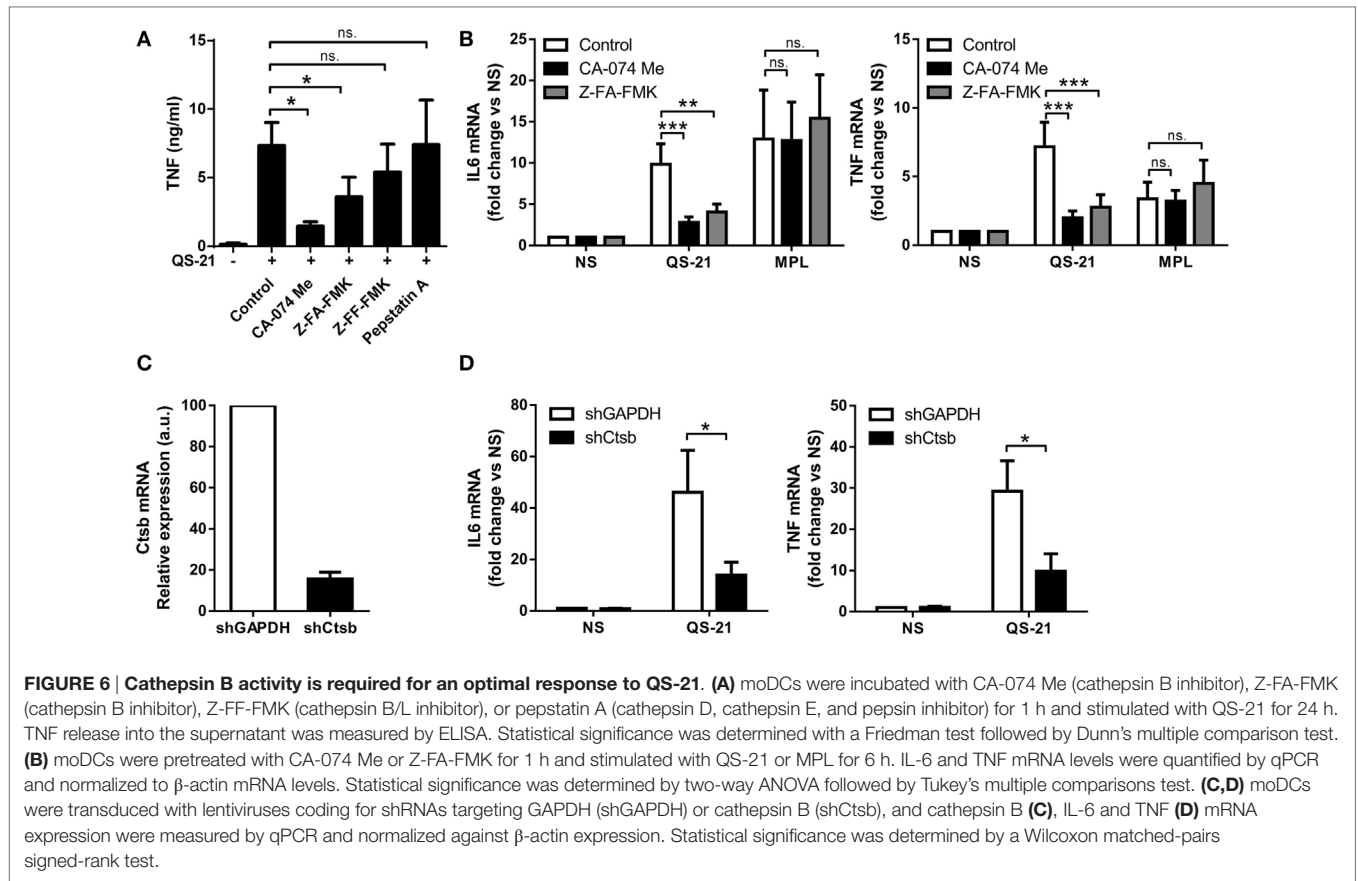 A
TNF (ng/ml)
15
10
5
0
ns.
ns.
*
*
QS-21
- + + + + +
Control
CA-074 Me
Z-FA-FMK
Z-FF-FMK
Pepstatin A
B
IL6 mRNA
(fold change vs NS)
25
20
15
10
5
0
Control
CA-074 Me
Z-FA-FMK
**
***
ns.
ns.
NS QS-21 MPL
TNF mRNA
(fold change vs NS)
15
10
5
0
Control
CA-074 Me
Z-FA-FMK
***
***
ns.
ns.
NS QS-21 MPL
C
Ctsb mRNA
Relative expression (a.u.)
100
80
60
40
20
0
shGAPDH shCtsb
D
IL6 mRNA
(fold change vs NS)
80
60
40
20
0
shGAPDH
shCtsb
*
NS QS-21
TNF mRNA
(fold change vs NS)
50
40
30
20
10
0
shGAPDH
shCtsb
*
NS QS-21
FIGURE 6 | Cathepsin B activity is required for an optimal response to QS-21. (A) moDCs were incubated with CA-074 Me (cathepsin B inhibitor), Z-FA-FMK
(cathepsin B inhibitor), Z-FF-FMK (cathepsin B/L inhibitor), or pepstatin A (cathepsin D, cathepsin E, and pepsin inhibitor) for 1 h and stimulated with QS-21 for 24 h.
TNF release into the supernatant was measured by ELISA. Statistical significance was determined with a Friedman test followed by Dunn's multiple comparison test.
(B) moDCs were pretreated with CA-074 Me or Z-FA-FMK for 1 h and stimulated with QS-21 or MPL for 6 h. IL-6 and TNF mRNA levels were quantified by qPCR
and normalized to β-actin mRNA levels. Statistical significance was determined by two-way ANOVA followed by Tukey's multiple comparisons test. (C,D) moDCs
were transduced with lentiviruses coding for shRNAs targeting GAPDH (shGAPDH) or cathepsin B (shCtsb), and cathepsin B (C), IL-6 and TNF (D) mRNA
expression were measured by qPCR and normalized against β-actin expression. Statistical significance was determined by a Wilcoxon matched-pairs
signed-rank test.